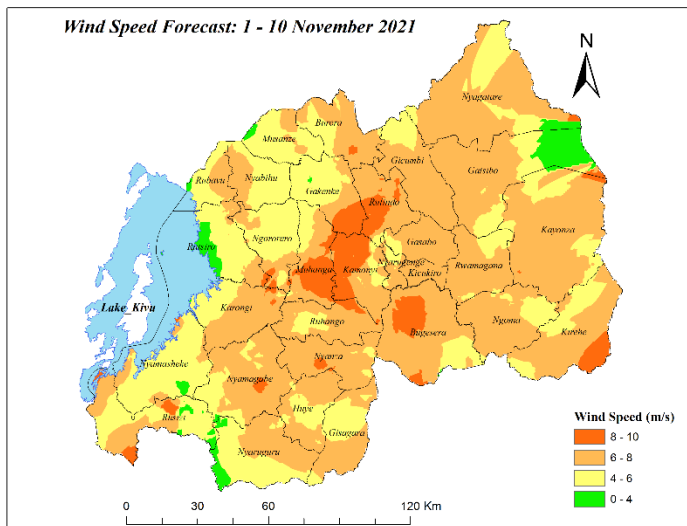 Wind Speed Forecast: 1 - 10 November 2021
N
Nyagatare
Burera
Musanze
Gicumbi
Gatsibo
Rubavu
Nyabihu
Gakenke
Rulindo
Kayonza
Rutsiro
Ngororero
Gasabo
Nyarugenge
Muhanga
Kamonyi
Kicukiro
Rwamagana
Lake Kivu
Karongi
Ruhango
Bugesera
Ngoma
Kirehe
Nyamasheke
Nyanza
Nyamagabe
Huye
Rusizi
Gisagara
Nyaruguru
Wind Speed (m/s)
8 - 10
6 - 8
4 - 6
0 - 4
0 30 60 120 Km